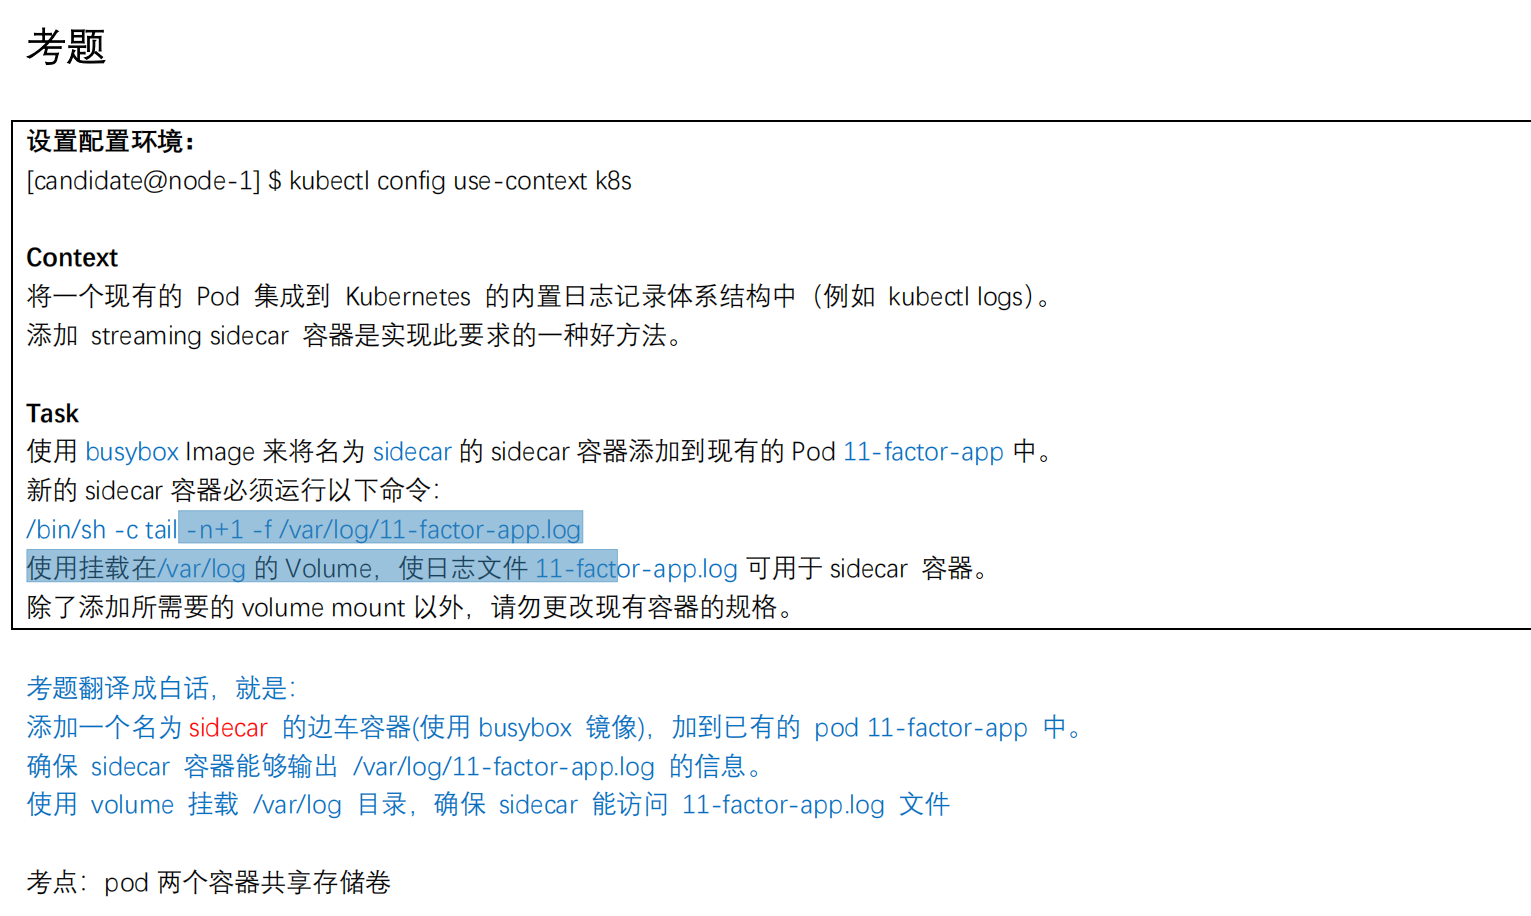 考题
设置配置环境：
[candidate@node-1] $ kubectl config use-context k8s
Context
将一个现有的 Pod 集成到 Kubernetes 的内置日志记录体系结构中（例如 kubectl logs）。
添加 streaming sidecar 容器是实现此要求的一种好方法。
Task
使用 busybox Image 来将名为 sidecar 的 sidecar 容器添加到现有的 Pod 11-factor-app 中。
新的 sidecar 容器必须运行以下命令：
/bin/sh -c tail -n+1 -f /var/log/11-factor-app.log
使用挂载在/var/log 的 Volume，使日志文件 11-factor-app.log 可用于 sidecar 容器。
除了添加所需要的 volume mount 以外，请勿更改现有容器的规格。
考题翻译成白话，就是：
添加一个名为 sidecar 的边车容器(使用 busybox 镜像)，加到已有的 pod 11-factor-app 中。
确保 sidecar 容器能够输出 /var/log/11-factor-app.log 的信息。
使用 volume 挂载 /var/log 目录，确保 sidecar 能访问 11-factor-app.log 文件
考点：pod 两个容器共享存储卷